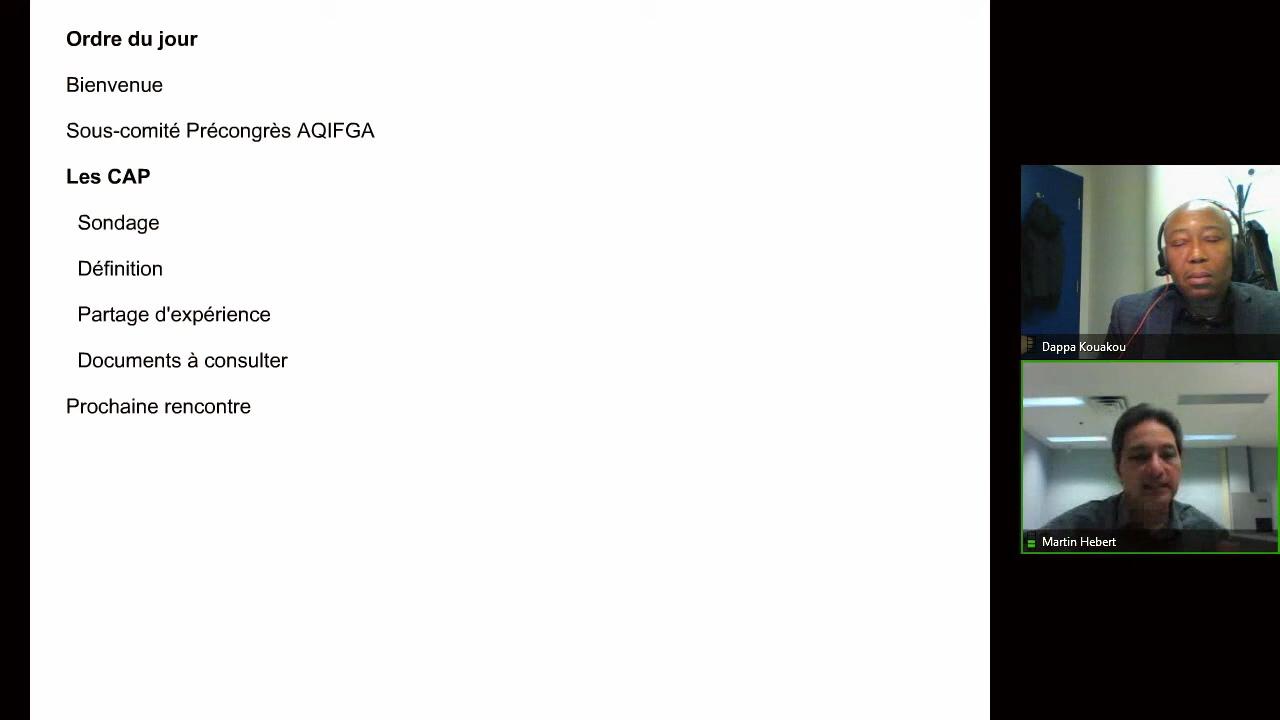 Ordre du jour
Bienvenue
Sous-comité Précongrès AQIFGA
Les CAP
Sondage
Définition
Partage d'expérience
Documents à consulter
Prochaine rencontre
Dappa Kouakou
Martin Hebert